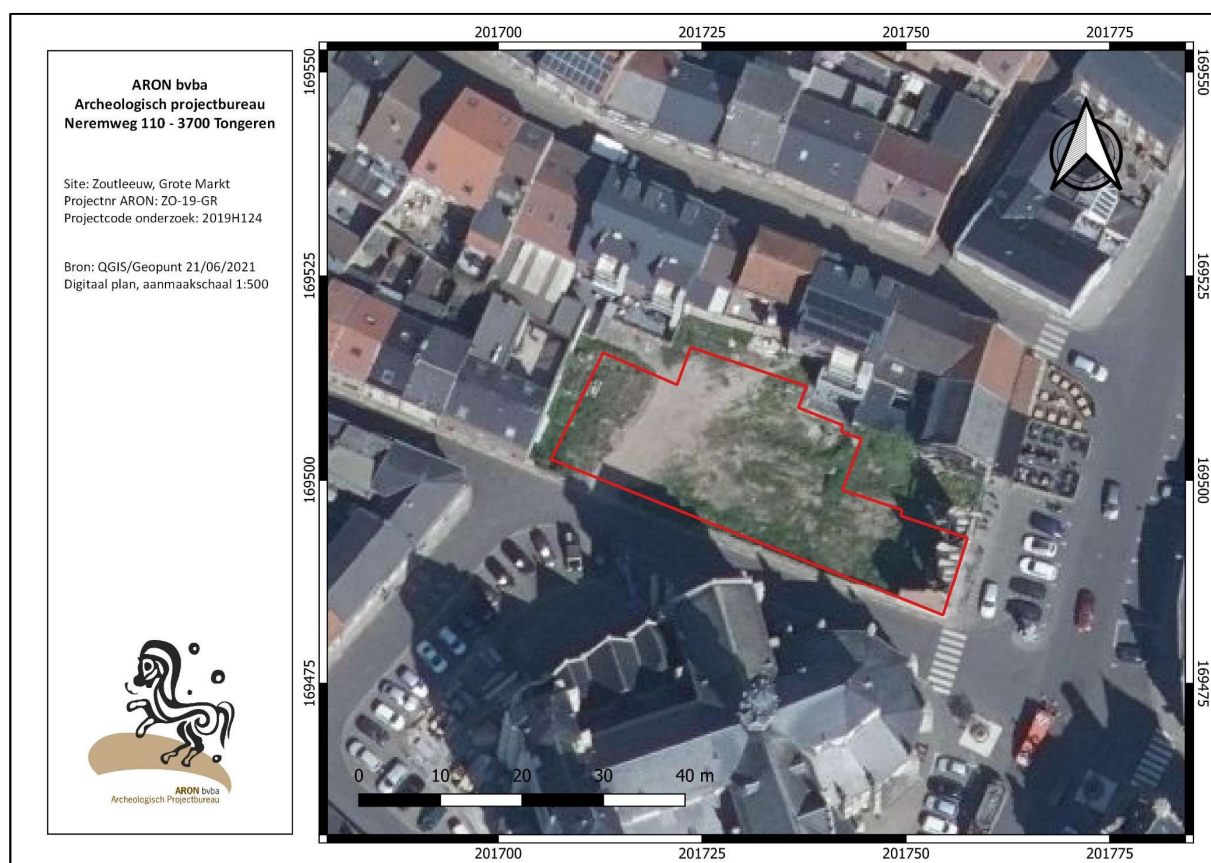 ARON bvba
Archeologisch projectbureau
Neremweg 110 - 3700 Tongeren
Site: Zoutleeuw, Grote Markt
Projectnr ARON: ZO-19-GR
Projectcode onderzoek: 2019H124
Bron: QGIS/Geopunt 21/06/2021
Digitaal plan, aanmaakschaal 1:500
ARON bvba
Archeologisch Projectbureau
201700 201725 201750 201775
169550 169550
169525 169525
169500 169500
169475 169475
0 10 20 30 40 m
201700 201725 201750 201775